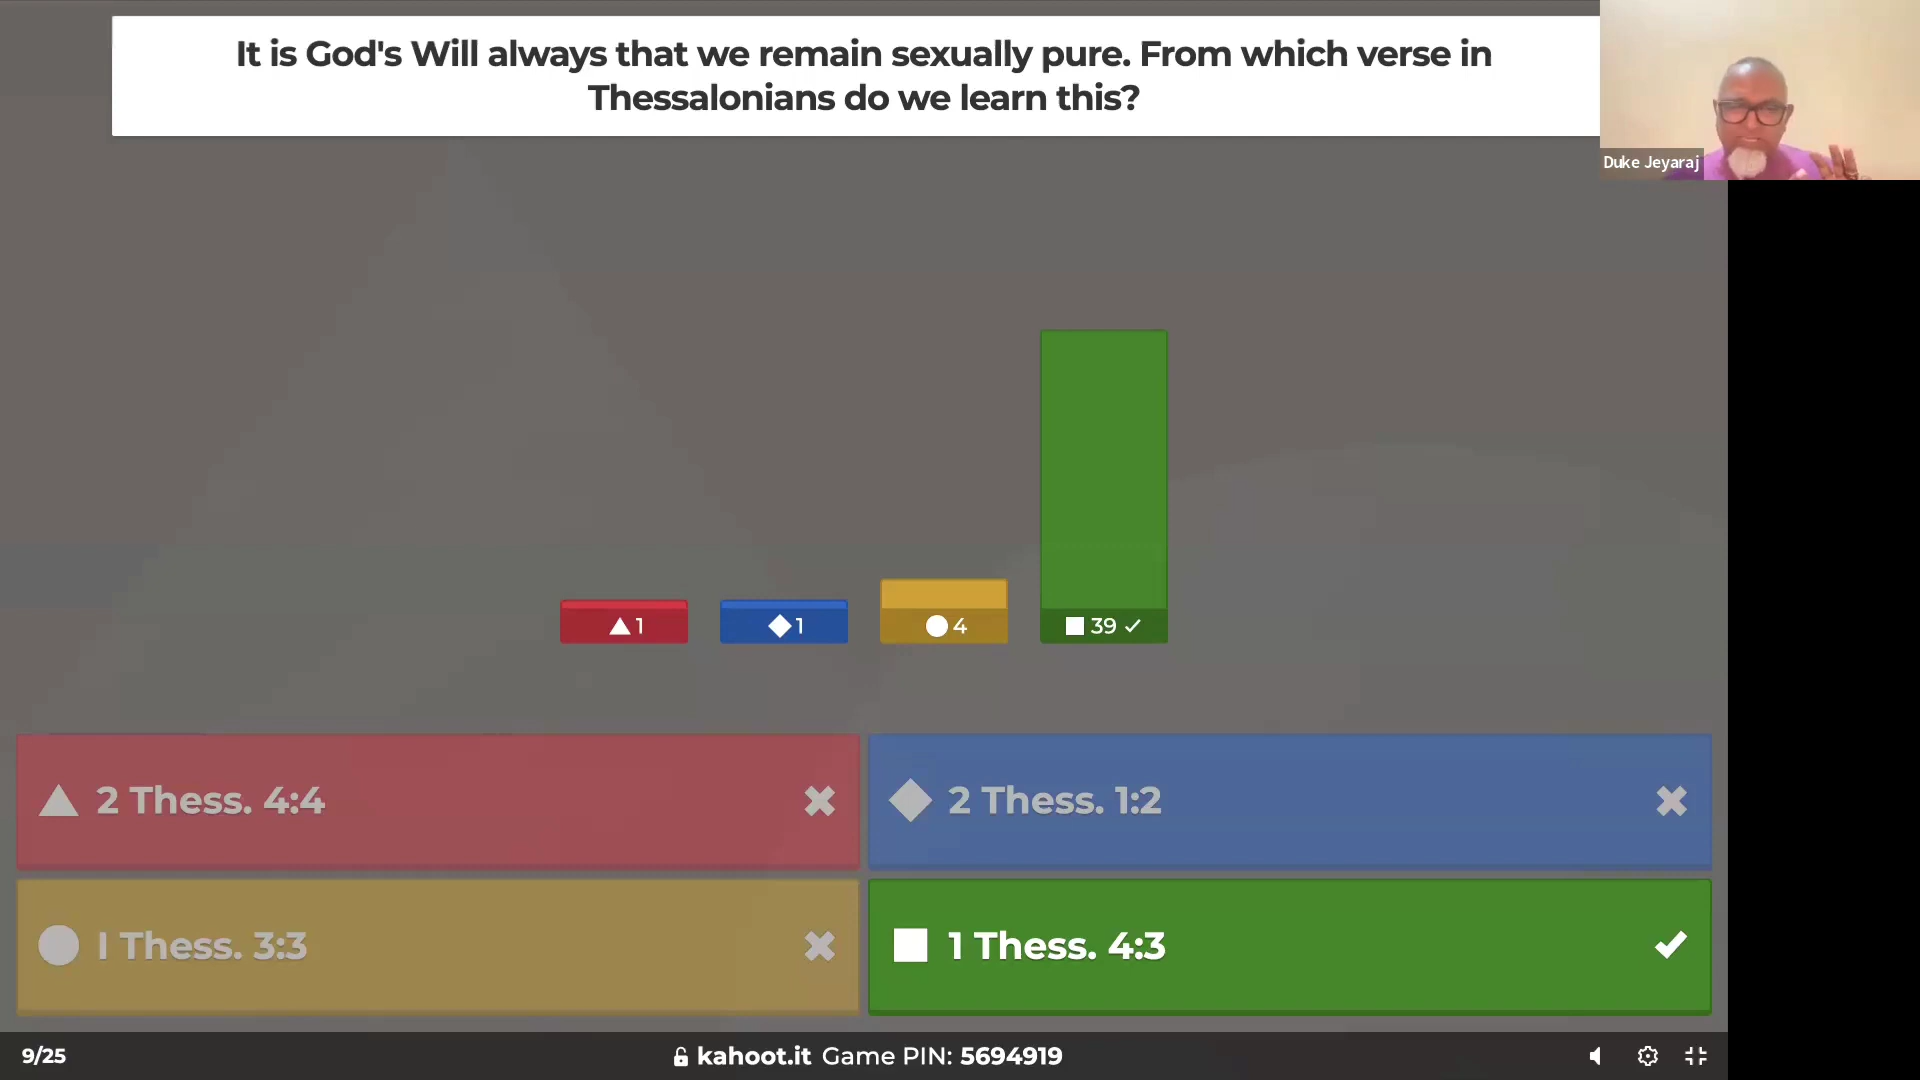 It is God's Will always that we remain sexually pure. From which verse in
Thessalonians do we learn this?
Duke Jeyaraj
1
1
4
39
2 Thess. 4:4
2 Thess. 1:2
I Thess. 3:3
1 Thess. 4:3
9/25
kahoot.it Game PIN: 5694919